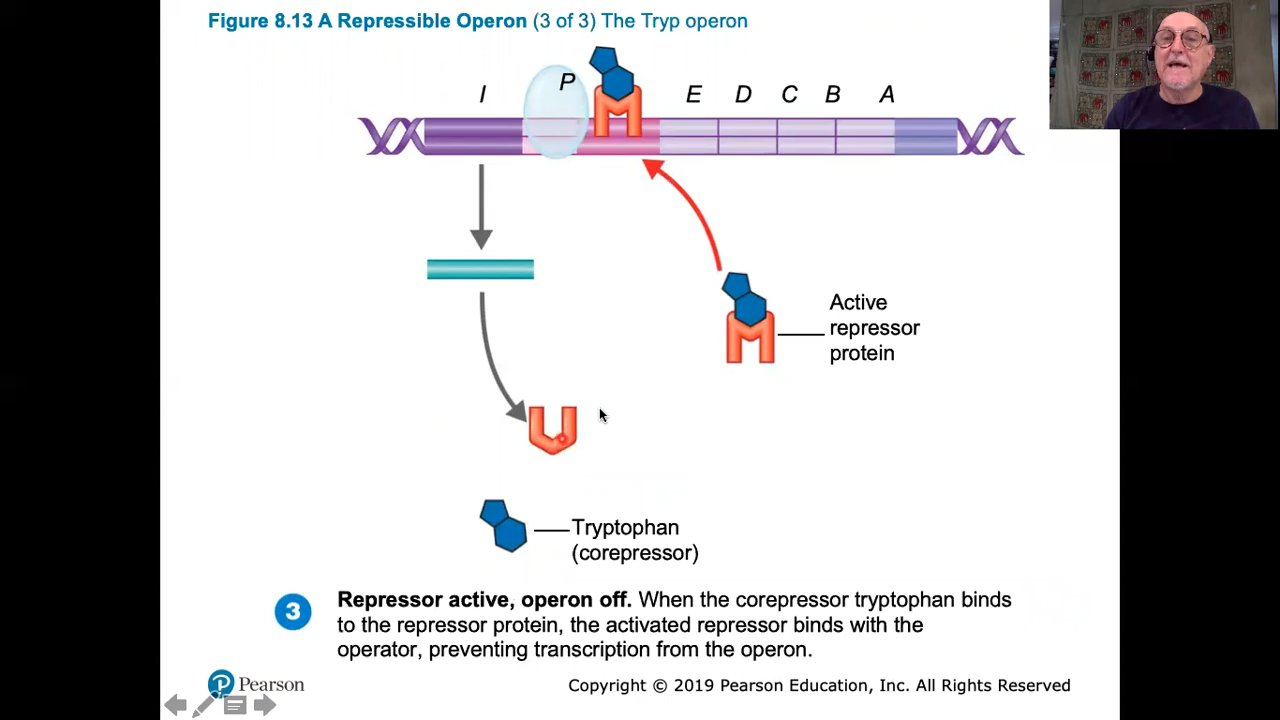 Figure 8.13 A Repressible Operon (3 of 3) The Tryp operon
I P E D C B A
Active
repressor
protein
Tryptophan
(corepressor)
3
Repressor active, operon off. When the corepressor tryptophan binds
to the repressor protein, the activated repressor binds with the
operator, preventing transcription from the operon.
P Pearson
Copyright © 2019 Pearson Education, Inc. All Rights Reserved